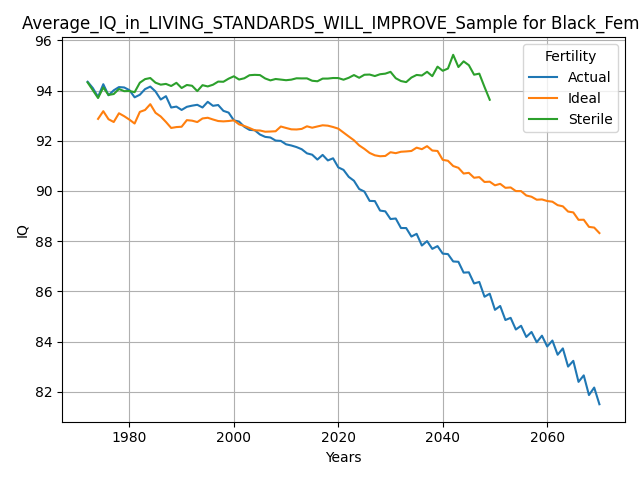 Average_IQ_in_LIVING_STANDARDS_WILL_IMPROVE_Sample for Black_Fem
96
94
92
90
88
86
84
82
IQ
1980 2000 2020 2040 2060
Years
Fertility
Actual
Ideal
Sterile